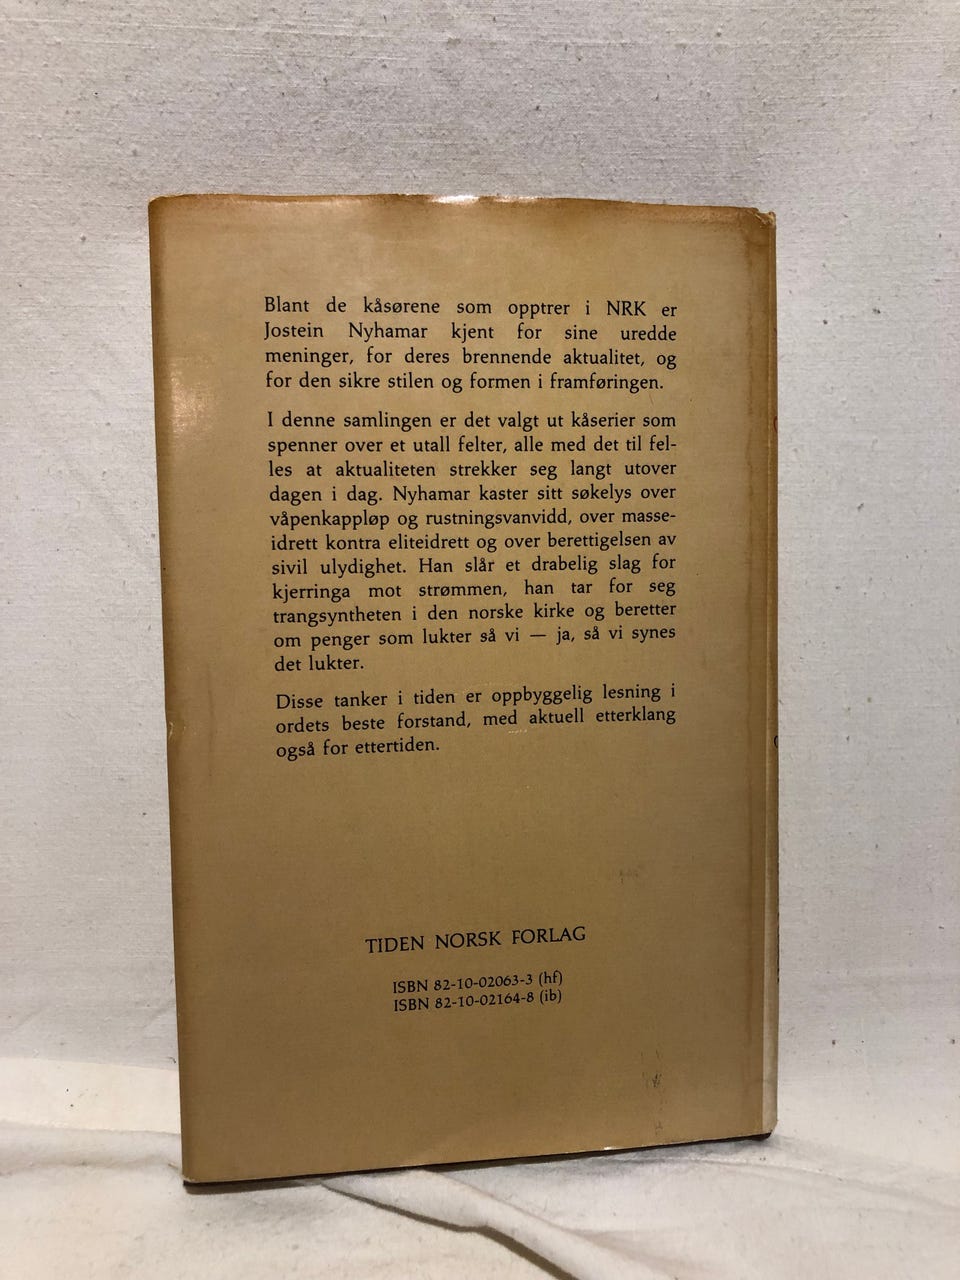 Blant de kåsørene som opptrer i NRK er
Jostein Nyhamar kjent for sine uredde
meninger, for deres brennende aktualitet, og
for den sikre stilen og formen i framføringen.
I denne samlingen er det valgt ut kåserier som
spenner over et utall felter, alle med det til fel-
les at aktualiteten strekker seg langt utover
dagen i dag. Nyhamar kaster sitt søkelys over
våpenkappløp og rustningsvanvidd, over masse-
idrett kontra eliteidrett og over berettigelsen av
sivil ulydighet. Han slår et drabelig slag for
kjerringa mot strømmen, han tar for seg
trangsyntheten i den norske kirke og beretter
om penger som lukter så vi — ja, så vi synes
det lukter.
Disse tanker i tiden er oppbyggelig lesning i
ordets beste forstand, med aktuell etterklang
også for ettertiden.
TIDEN NORSK FORLAG
ISBN 82-10-02063-3 (hf)
ISBN 82-10-02164-8 (ib)